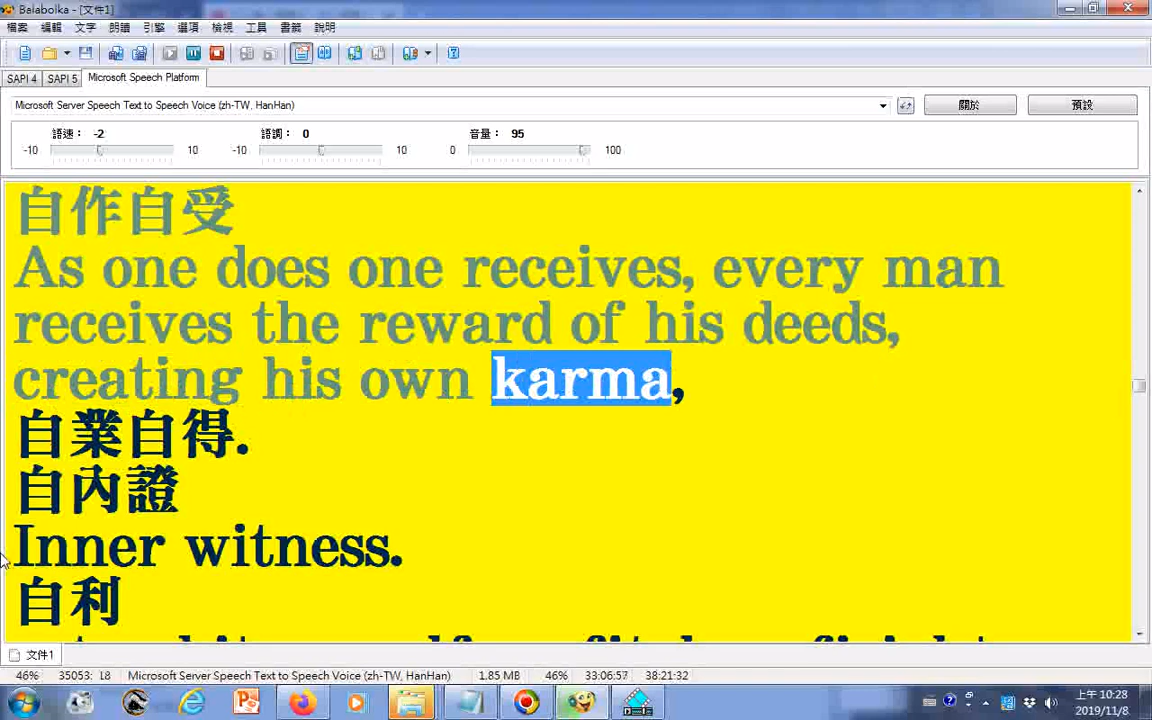 Balabolka - [文件1]
檔案 編輯 文字 朗讀 引擎 選項 檢視 工具 書籤 說明
SAPI 4 SAPI 5 Microsoft Speech Platform
Microsoft Server Speech Text to Speech Voice (zh-TW, HanHan) 關於 預設
語速： -2 語調： 0 音量： 95
-10 10 -10 10 0 100
自作自受
As one does one receives, every man
receives the reward of his deeds,
creating his own karma,
自業自得.
自內證
Inner witness.
自利
文件1
46% 35053: 18 Microsoft Server Speech Text to Speech Voice (zh-TW, HanHan) 1.85 MB 46% 33:06:57 38:21:32
上午 10:28
2019/11/8